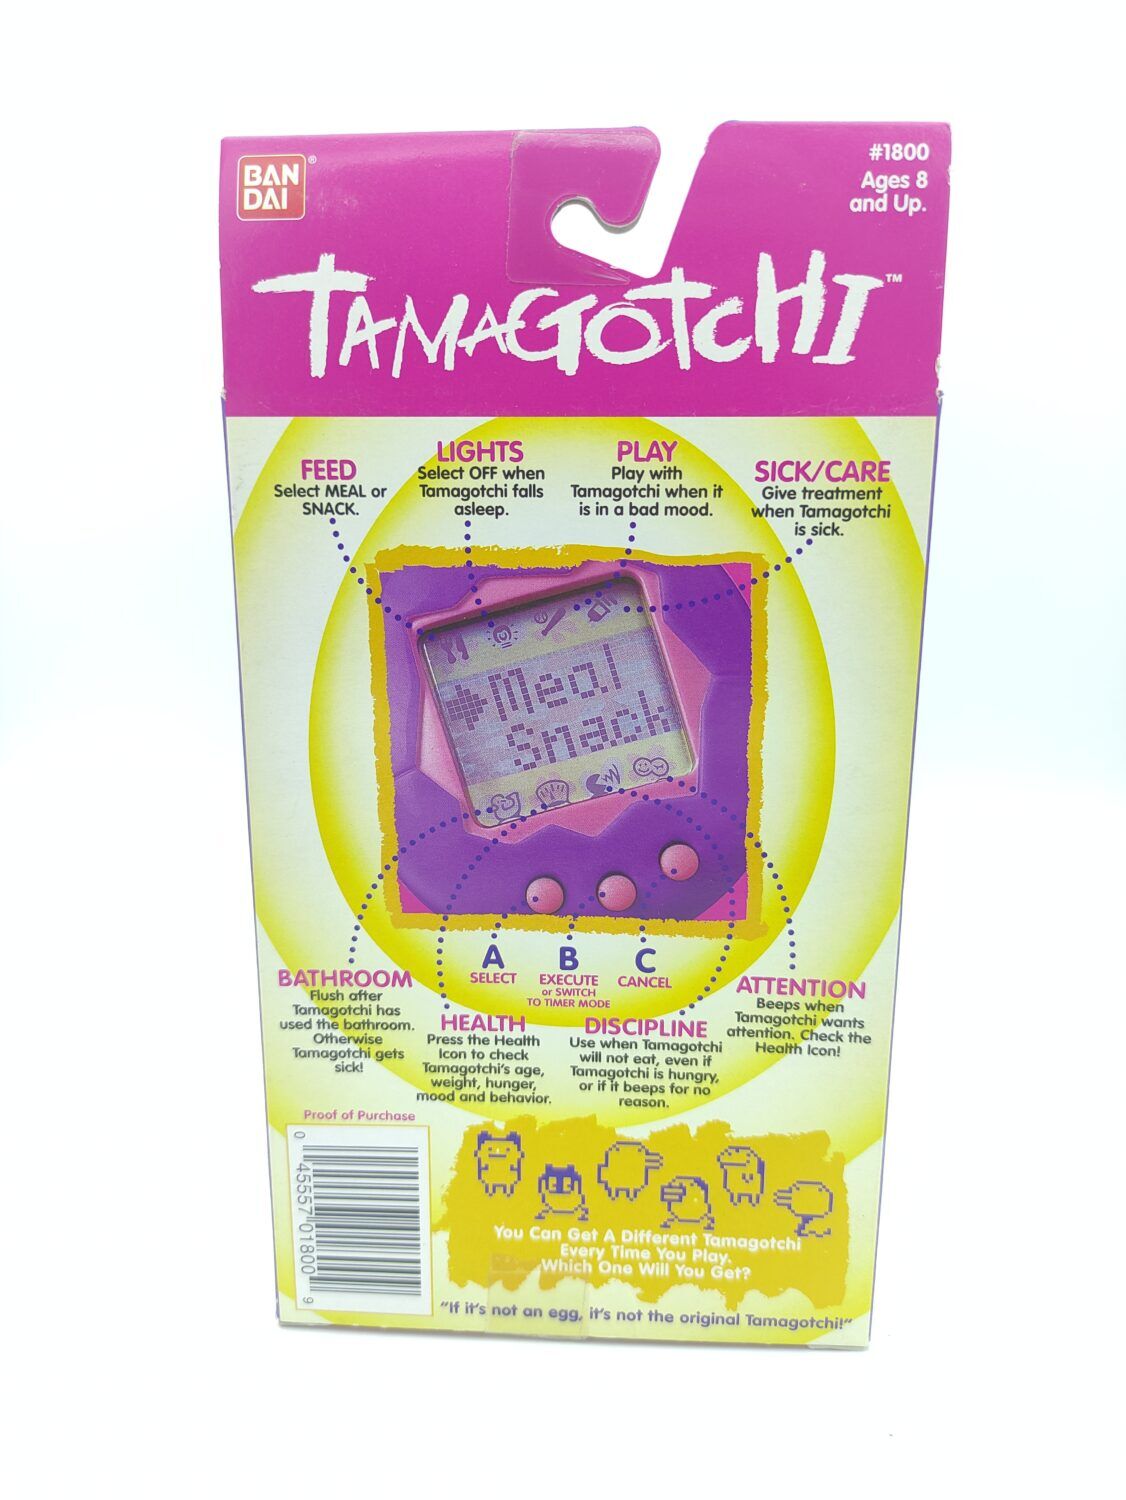 BAN
DAI
®
#1800
Ages 8
and Up.
TAMAGOTCHI™
FEED
Select MEAL or
SNACK.
LIGHTS
Select OFF when
Tamagotchi falls
asleep.
PLAY
Play with
Tamagotchi when it
is in a bad mood.
SICK/CARE
Give treatment
when Tamagotchi
is sick.
Meal
Snack
A
SELECT
B
EXECUTE
or SWITCH
TO TIMER MODE
C
CANCEL
BATHROOM
Flush after
Tamagotchi has
used the bathroom.
Otherwise
Tamagotchi gets
sick!
HEALTH
Press the Health
Icon to check
Tamagotchi's age,
weight, hunger,
mood and behavior.
DISCIPLINE
Use when Tamagotchi
will not eat, even if
Tamagotchi is hungry,
or if it beeps for no
reason.
ATTENTION
Beeps when
Tamagotchi wants
attention. Check the
Health Icon!
Proof of Purchase
0 45557 01800 9
You Can Get A Different Tamagotchi
Every Time You Play.
Which One Will You Get?
"If it's not an egg, it's not the original Tamagotchi!"